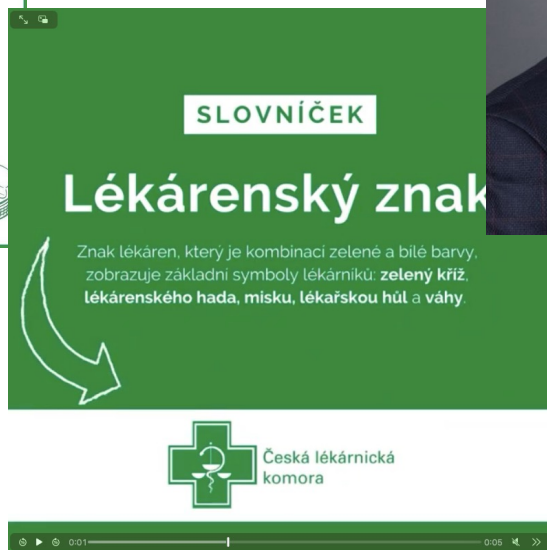 SLOVNÍČEK
Lékárenský znak
Znak lékáren, který je kombinací zelené a bílé barvy,
zobrazuje základní symboly lékárníků: zelený kříž,
lékárenského hada, misku, lékařskou hůl a váhy.
Česká lékárnická
komora
0:01
0:05